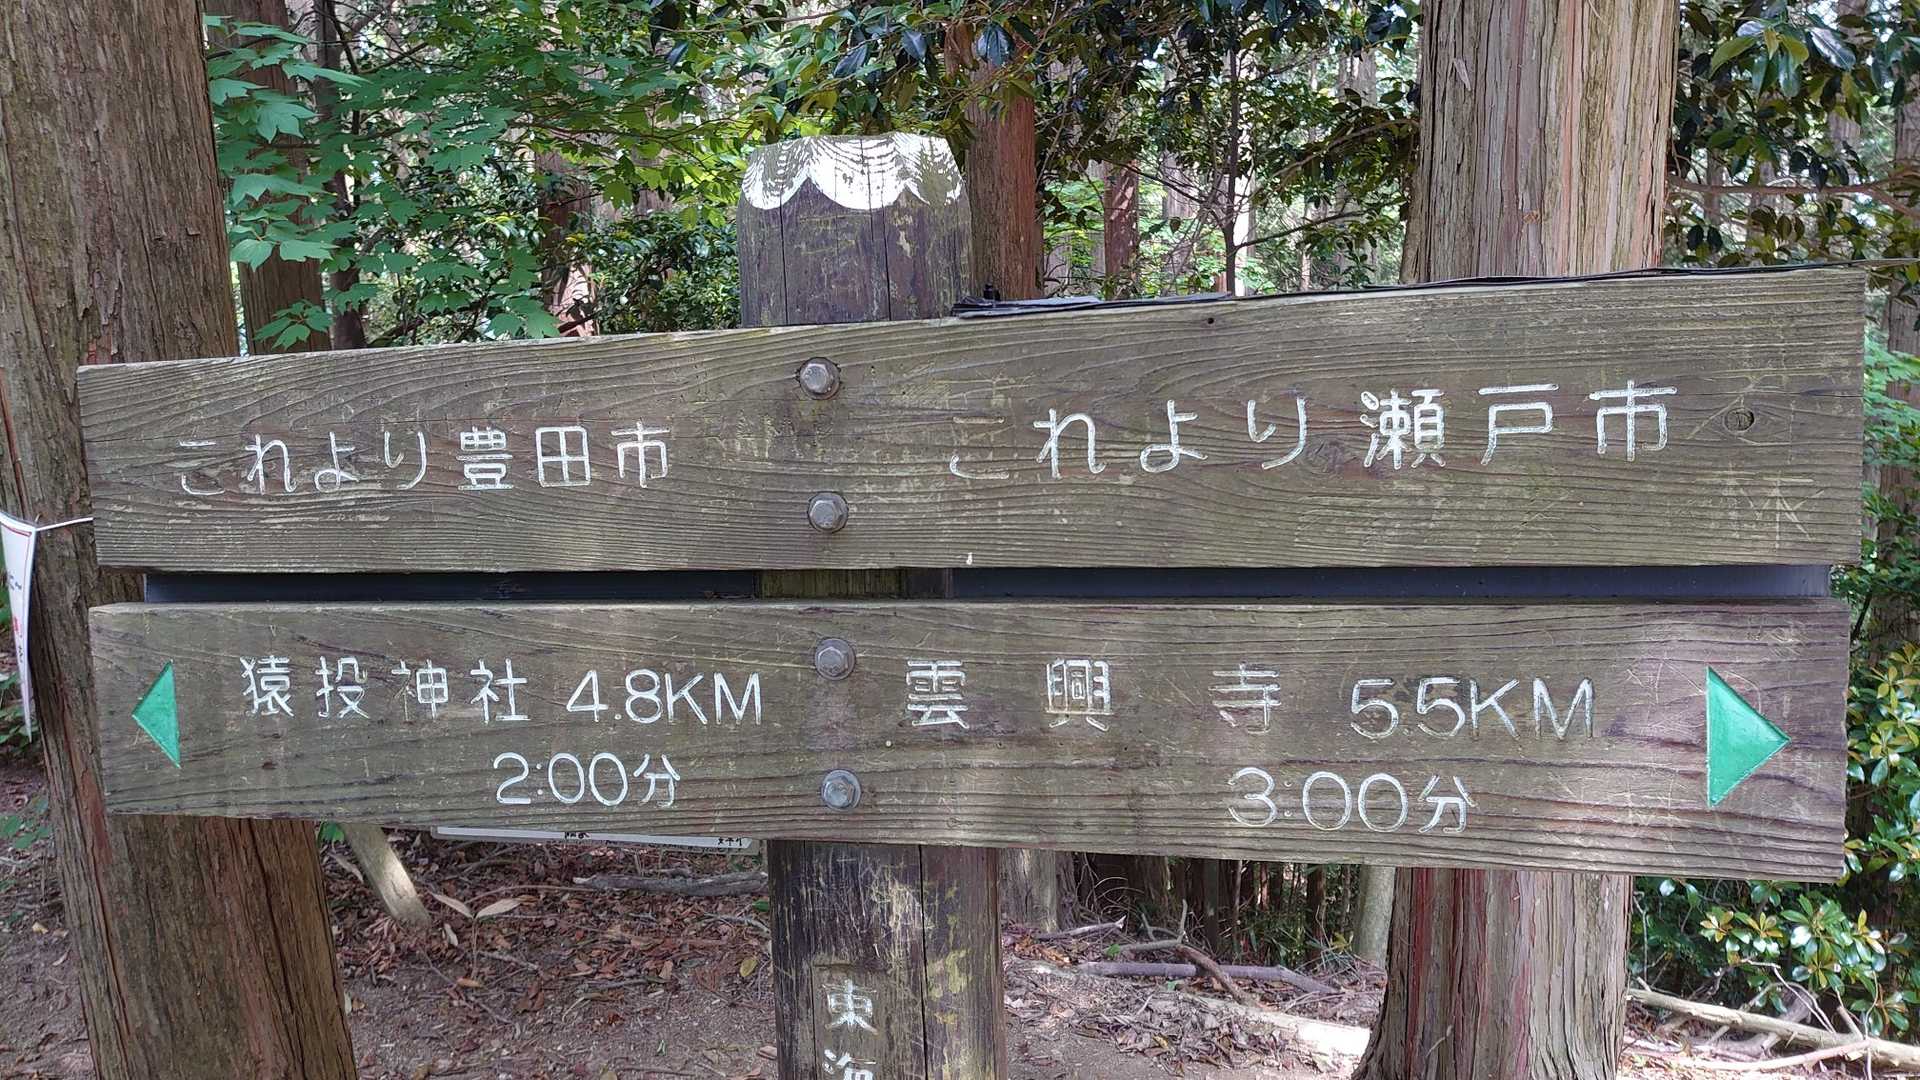 これより豊田市
これより瀬戸市
猿投神社 4.8KM
2:00分
雲興寺 5.5KM
3:00分
東海